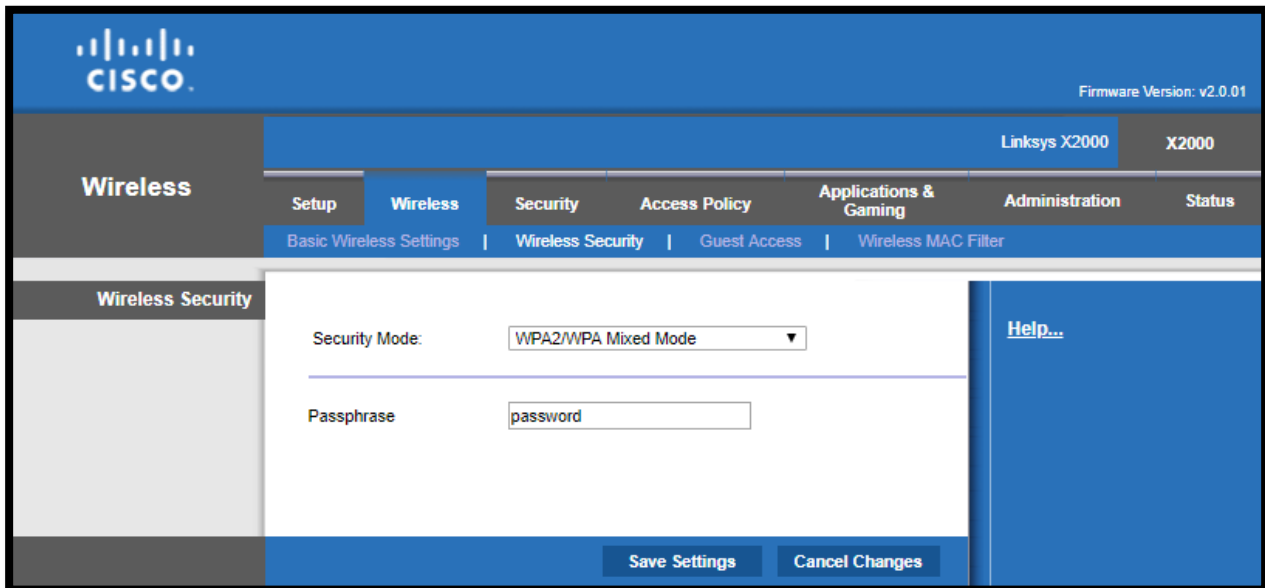 CISCO.
Firmware Version: v2.0.01
Linksys X2000 X2000
Wireless
Setup Wireless Security Access Policy Applications & Gaming Administration Status
Basic Wireless Settings | Wireless Security | Guest Access | Wireless MAC Filter
Wireless Security
Security Mode: WPA2/WPA Mixed Mode
Help...
Passphrase password
Save Settings Cancel Changes